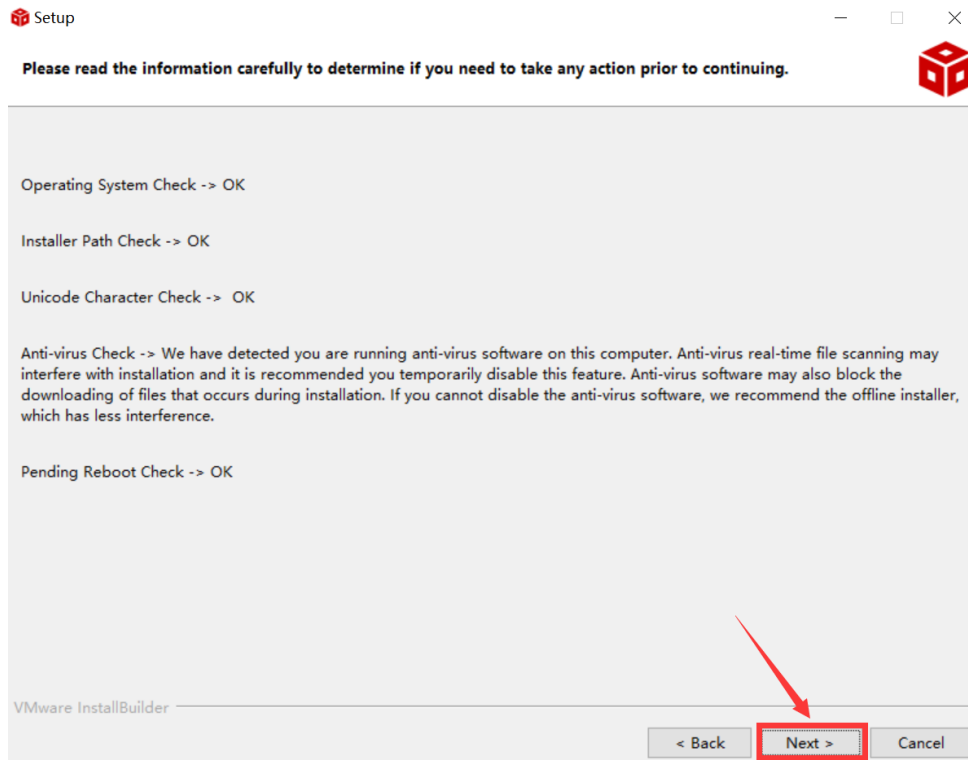 Setup
Please read the information carefully to determine if you need to take any action prior to continuing.
Operating System Check -> OK
Installer Path Check -> OK
Unicode Character Check ->  OK
Anti-virus Check -> We have detected you are running anti-virus software on this computer. Anti-virus real-time file scanning may
interfere with installation and it is recommended you temporarily disable this feature. Anti-virus software may also block the
downloading of files that occurs during installation. If you cannot disable the anti-virus software, we recommend the offline installer,
which has less interference.
Pending Reboot Check -> OK
VMware InstallBuilder
< Back
Next >
Cancel